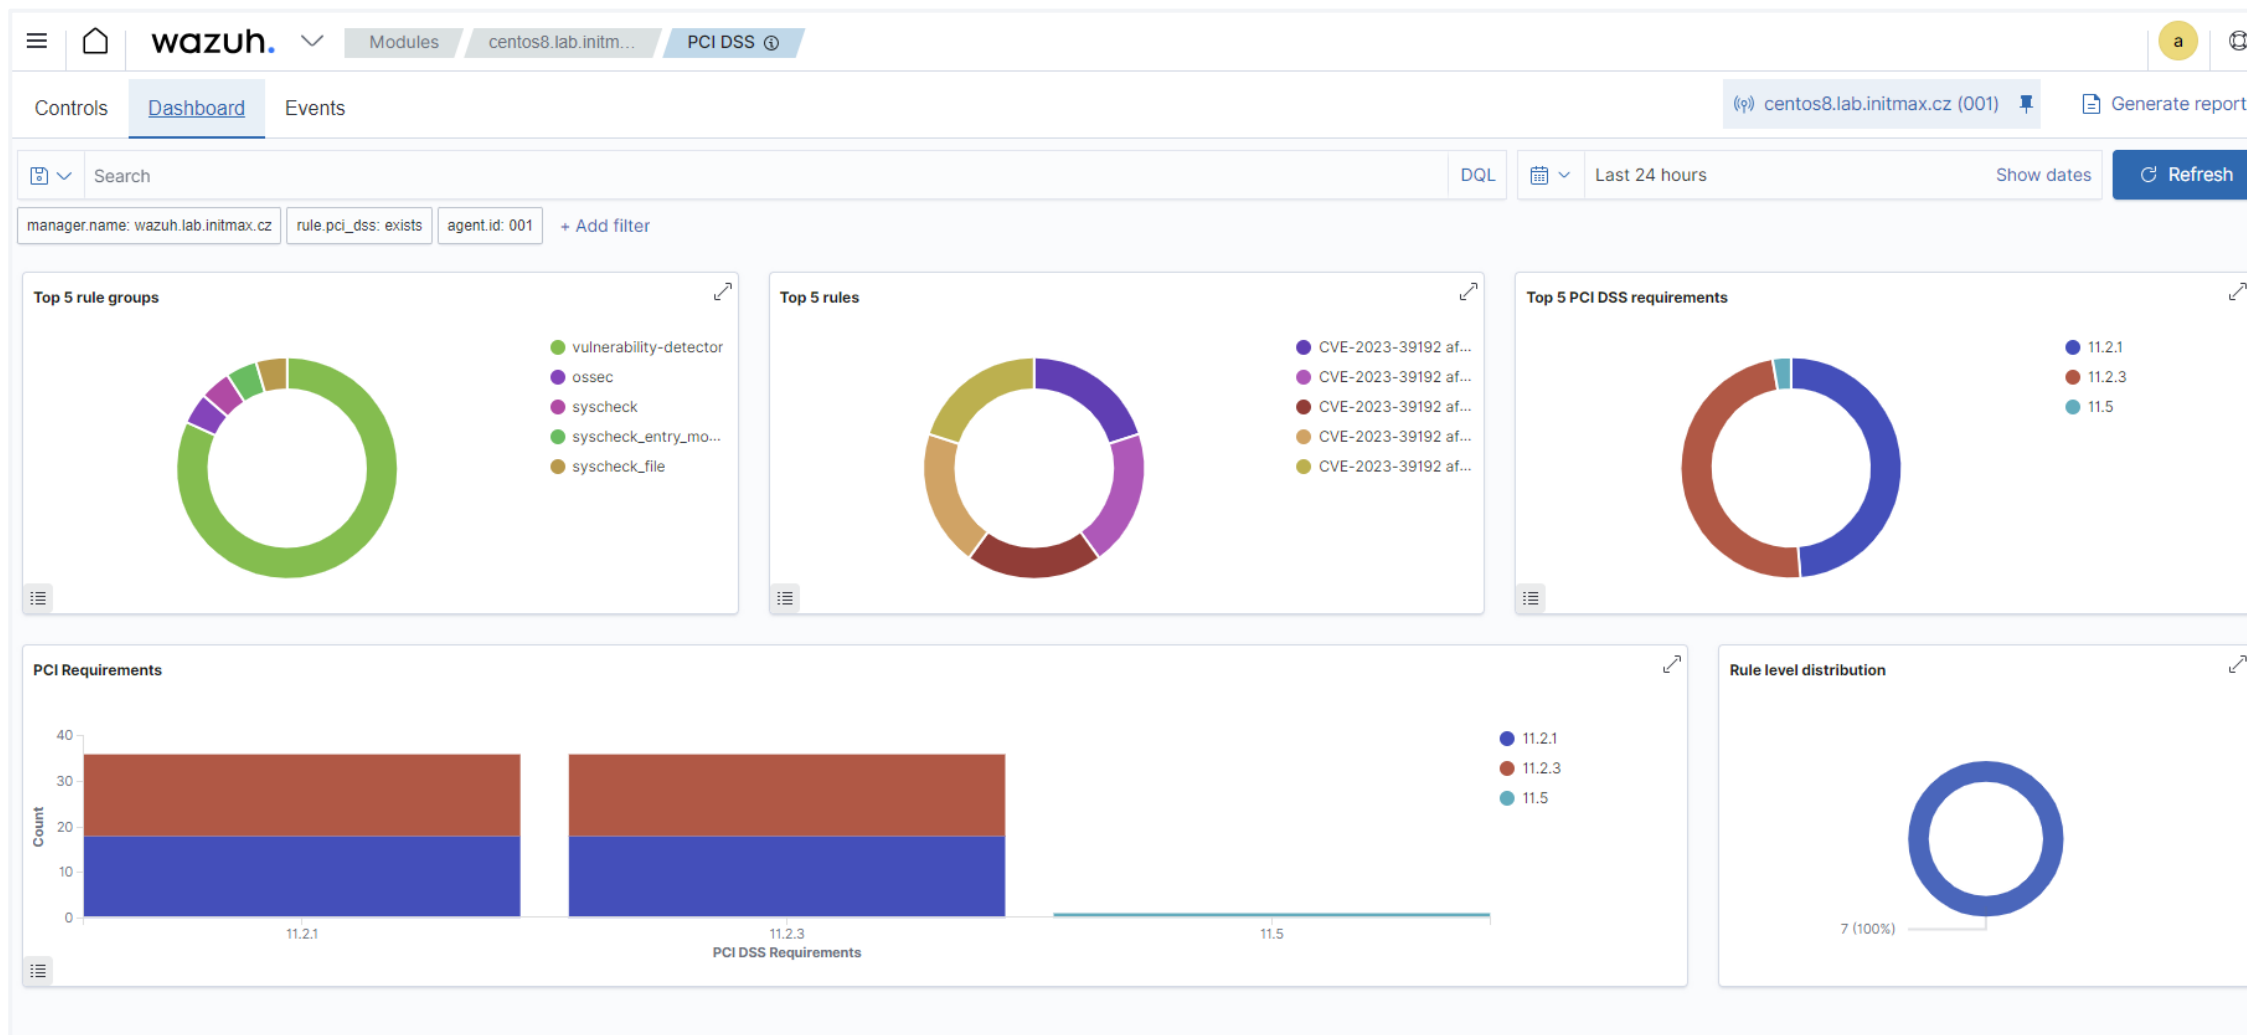 wazuh. Modules centos8.lab.initm... PCI DSS a
Controls Dashboard Events centos8.lab.initmax.cz (001) Generate report
Search DQL Last 24 hours Show dates Refresh
manager.name: wazuh.lab.initmax.cz rule.pci_dss: exists agent.id: 001 + Add filter
Top 5 rule groups
vulnerability-detector
ossec
syscheck
syscheck_entry_mo...
syscheck_file
Top 5 rules
CVE-2023-39192 af...
CVE-2023-39192 af...
CVE-2023-39192 af...
CVE-2023-39192 af...
CVE-2023-39192 af...
Top 5 PCI DSS requirements
11.2.1
11.2.3
11.5
PCI Requirements
40
30
20
10
0
Count
11.2.1 11.2.3 11.5
PCI DSS Requirements
11.2.1
11.2.3
11.5
Rule level distribution
7 (100%)